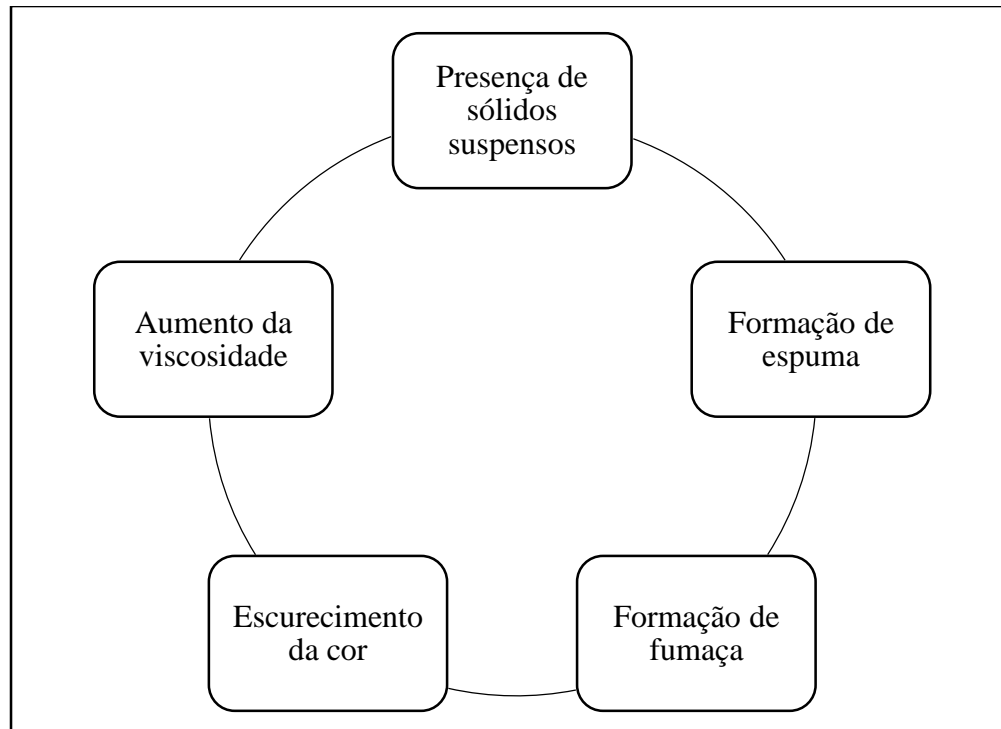 Presença de
sólidos
suspensos
Formação de
espuma
Formação de
fumaça
Escurecimento
da cor
Aumento da
viscosidade